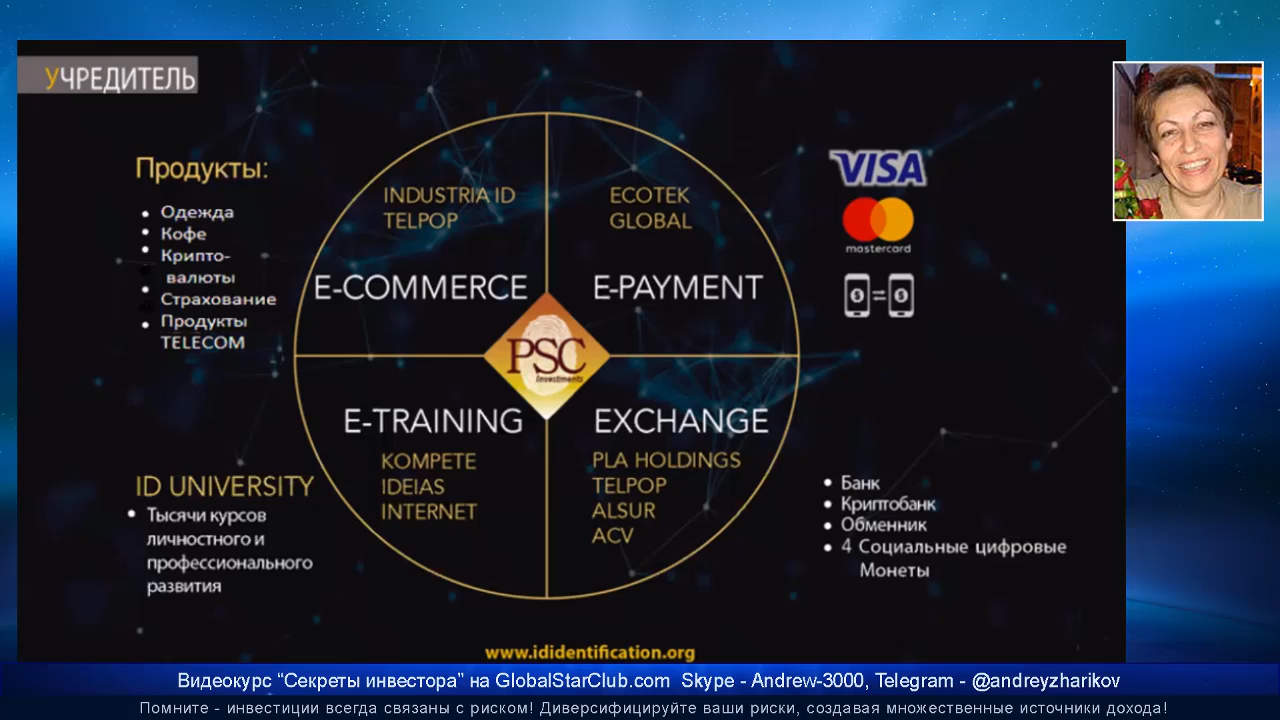 УЧРЕДИТЕЛЬ
Продукты:
• Одежда
• Кофе
• Крипто-
валюты
• Страхование
• Продукты
TELECOM
INDUSTRIA ID
TELPOP
E-COMMERCE
ECOTEK
GLOBAL
E-PAYMENT
VISA
mastercard
PSC
Investments
E-TRAINING
KOMPETE
IDEIAS
INTERNET
EXCHANGE
PLA HOLDINGS
TELPOP
ALSUR
ACV
ID UNIVERSITY
• Тысячи курсов
личностного и
профессионального
развития
• Банк
• Криптобанк
• Обменник
• 4 Социальные цифровые
Монеты
www.ididentification.org
Видеокурс “Секреты инвестора” на GlobalStarClub.com Skype - Andrew-3000, Telegram - @andreyzharikov
Помните - инвестиции всегда связаны с риском! Диверсифицируйте ваши риски, создавая множественные источники дохода!